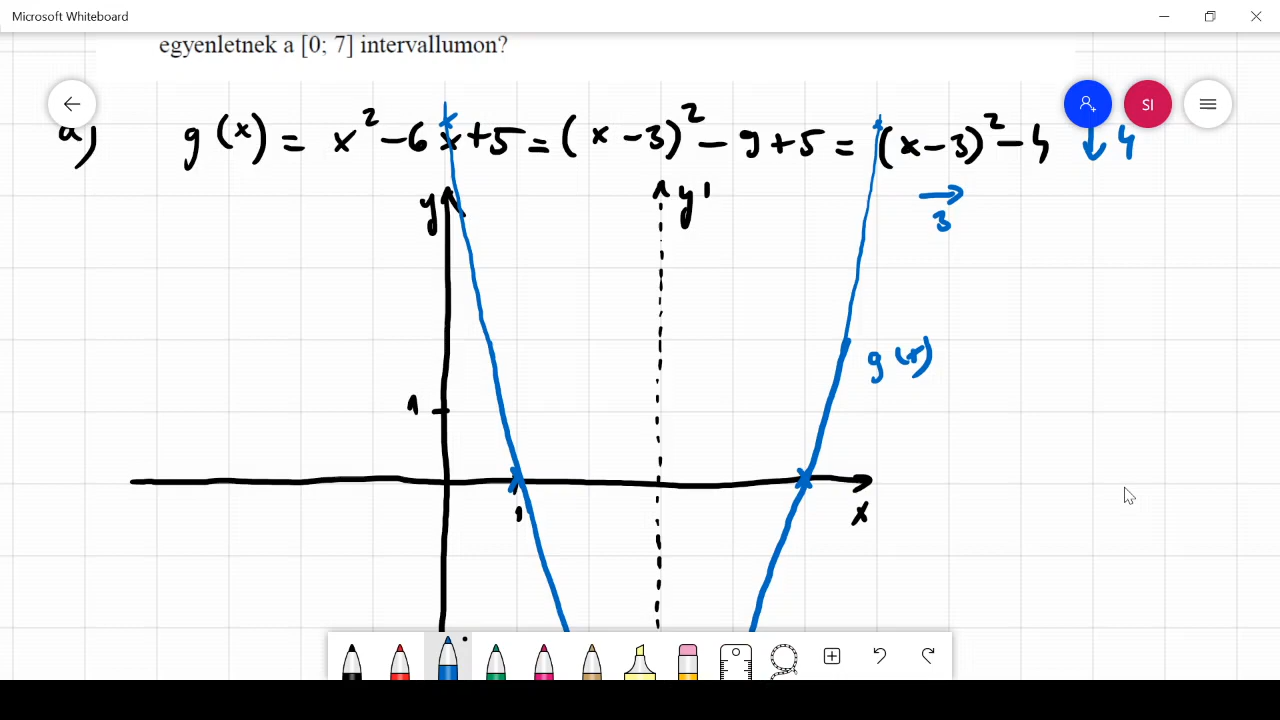 Microsoft Whiteboard
egyenletnek a [0; 7] intervallumon?
SI
a) g(x) = x² - 6x + 5 = (x - 3)² - 9 + 5 = (x - 3)² - 4 ↓ 4
→
3
y
y'
g(x)
1
1
x